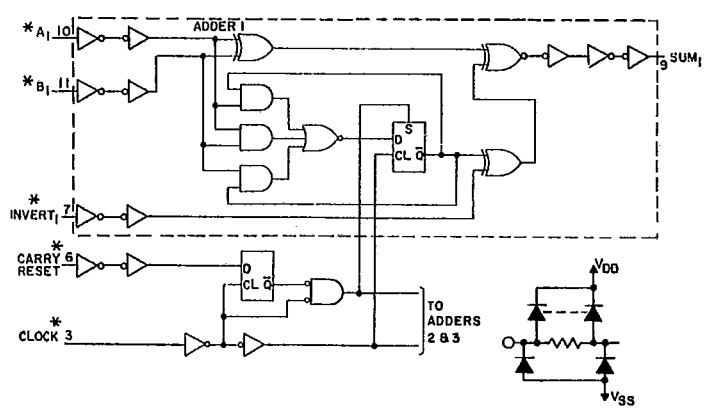 ADDER 1
*A1 10
*B1 11
S
D
CL Q̅
9 SUM1
*
INVERT1 7
*
CARRY 6
RESET
D
CL Q̅
*
CLOCK 3
TO
ADDERS
2 & 3
VDD
VSS